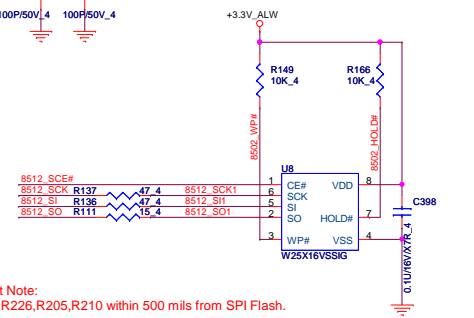 100P/50V_4 100P/50V_4
+3.3V_ALW
R149
10K_4
R166
10K_4
8502_WP#
8502_HOLD#
U8
8512_SCE# 1 CE# VDD 8
8512_SCK R137 47_4 8512_SCK1 6 SCK
8512_SI R136 47_4 8512_SI1 5 SI
8512_SO R111 15_4 8512_SO1 2 SO HOLD# 7
3 WP# VSS 4
W25X16VSSIG
C398
0.1U/16V/X7R_4
t Note:
R226,R205,R210 within 500 mils from SPI Flash.